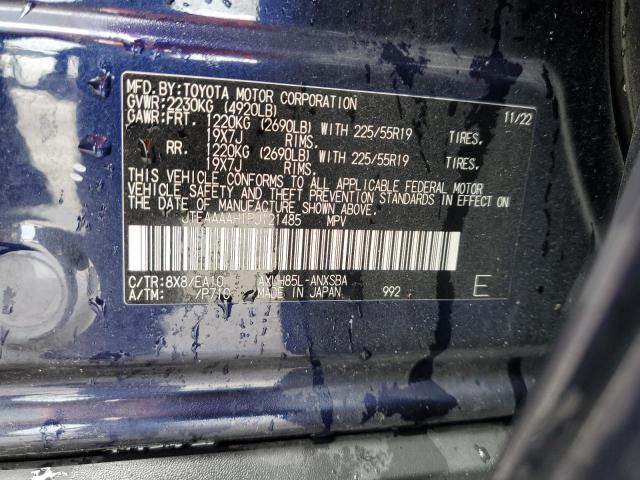 MFD. BY:TOYOTA MOTOR CORPORATION 11/22
GVWR:2230KG (4920LB)
GAWR:FRT. 1220KG (2690LB) WITH 225/55R19 TIRES.
19X7J RIMS.
RR. 1220KG (2690LB) WITH 225/55R19 TIRES.
19X7J RIMS.
THIS VEHICLE CONFORMS TO ALL APPLICABLE FEDERAL MOTOR
VEHICLE SAFETY AND THEFT PREVENTION STANDARDS IN EFFECT ON
THE DATE OF MANUFACTURE SHOWN ABOVE.
MPV
C/TR:8X8/EA10 AXUH85L-ANXSBA
A/TM: /P710 MADE IN JAPAN 992 E